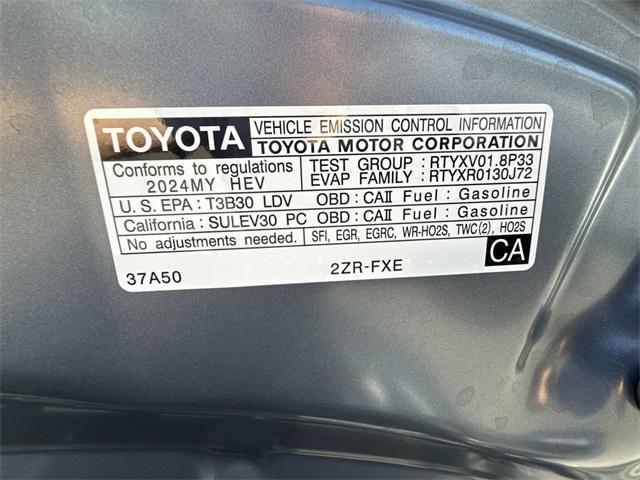 TOYOTA
VEHICLE EMISSION CONTROL INFORMATION
TOYOTA MOTOR CORPORATION
Conforms to regulations
2024MY HEV
TEST GROUP : RTYXV01.8P33
EVAP FAMILY : RTYXR0130J72
U. S. EPA : T3B30 LDV OBD : CAII Fuel : Gasoline
California : SULEV30 PC OBD : CAII Fuel : Gasoline
No adjustments needed. SFI, EGR, EGRC, WR-HO2S, TWC(2), HO2S
CA
37A50 2ZR-FXE